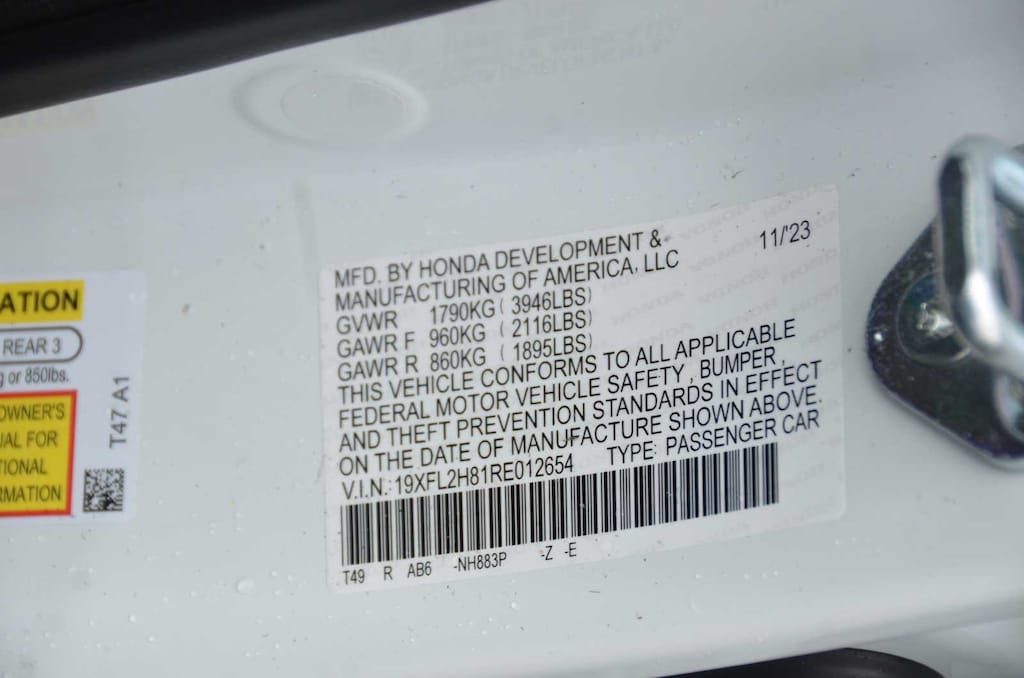 ATION
REAR 3
g or 850lbs.
OWNER'S
UAL FOR
TIONAL
RMATION
T47 A1
MFD. BY HONDA DEVELOPMENT &
MANUFACTURING OF AMERICA, LLC
11/'23
GVWR 1790KG ( 3946LBS)
GAWR F 960KG ( 2116LBS)
GAWR R 860KG ( 1895LBS)
THIS VEHICLE CONFORMS TO ALL APPLICABLE
FEDERAL MOTOR VEHICLE SAFETY , BUMPER ,
AND THEFT PREVENTION STANDARDS IN EFFECT
ON THE DATE OF MANUFACTURE SHOWN ABOVE.
V.I.N.:19XFL2H81RE012654 TYPE: PASSENGER CAR
T49 R AB6 -NH883P -Z -E